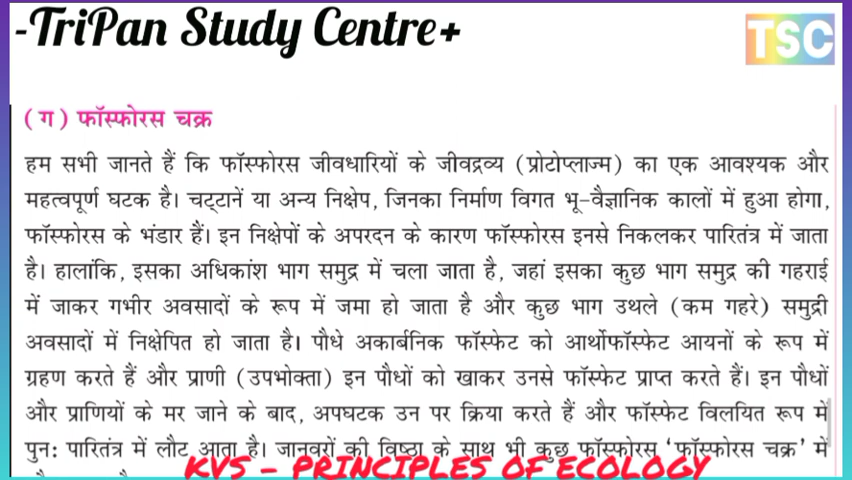 -TriPan Study Centre+
TSC
(ग) फॉस्फोरस चक्र
हम सभी जानते हैं कि फॉस्फोरस जीवधारियों के जीवद्रव्य (प्रोटोप्लाज्म) का एक आवश्यक और
महत्वपूर्ण घटक है। चट्टानें या अन्य निक्षेप, जिनका निर्माण विगत भू-वैज्ञानिक कालों में हुआ होगा,
फॉस्फोरस के भंडार हैं। इन निक्षेपों के अपरदन के कारण फॉस्फोरस इनसे निकलकर पारितंत्र में जाता
है। हालांकि, इसका अधिकांश भाग समुद्र में चला जाता है, जहां इसका कुछ भाग समुद्र की गहराई
में जाकर गभीर अवसादों के रूप में जमा हो जाता है और कुछ भाग उथले (कम गहरे) समुद्री
अवसादों में निक्षेपित हो जाता है। पौधे अकार्बनिक फॉस्फेट को आर्थोफॉस्फेट आयनों के रूप में
ग्रहण करते हैं और प्राणी (उपभोक्ता) इन पौधों को खाकर उनसे फॉस्फेट प्राप्त करते हैं। इन पौधों
और प्राणियों के मर जाने के बाद, अपघटक उन पर क्रिया करते हैं और फॉस्फेट विलयित रूप में
पुन: पारितंत्र में लौट आता है। जानवरों की विष्ठा के साथ भी कुछ फॉस्फोरस ‘फॉस्फोरस चक्र’ में
KVS - PRINCIPLES OF ECOLOGY